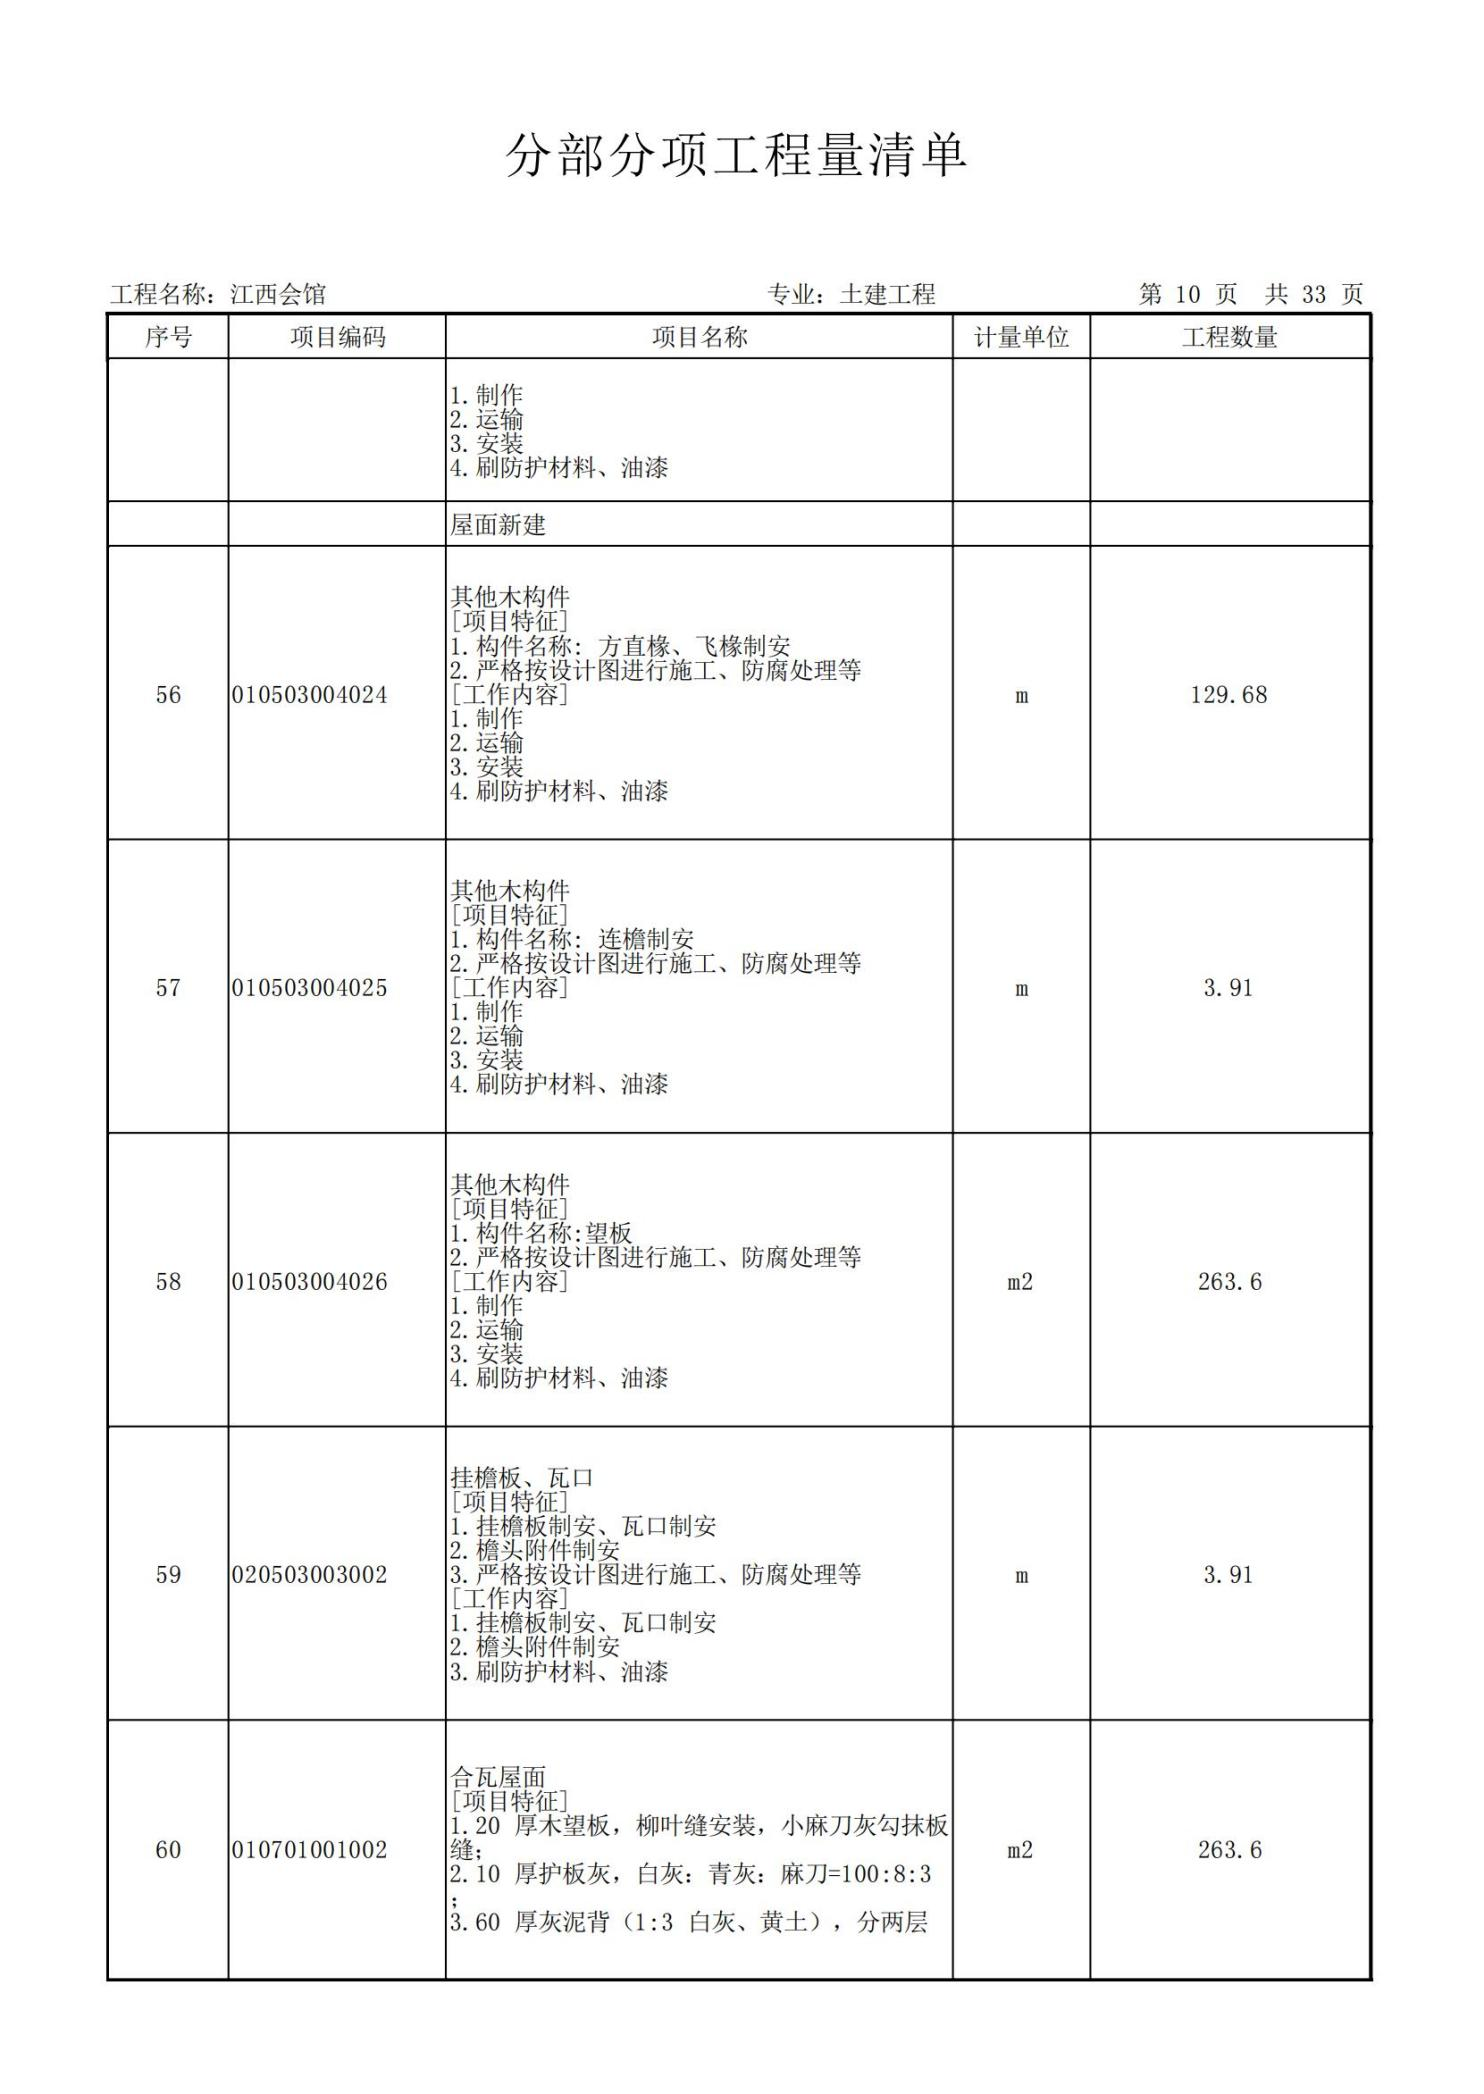 分部分项工程量清单
工程名称：江西会馆 专业：土建工程 第 10 页 共 33 页
序号 项目编码 项目名称 计量单位 工程数量
1.制作
2.运输
3.安装
4.刷防护材料、油漆
屋面新建
其他木构件
[项目特征]
1.构件名称: 方直椽、飞椽制安
2.严格按设计图进行施工、防腐处理等
56 010503004024 [工作内容] m 129.68
1.制作
2.运输
3.安装
4.刷防护材料、油漆
其他木构件
[项目特征]
1.构件名称: 连檐制安
2.严格按设计图进行施工、防腐处理等
57 010503004025 [工作内容] m 3.91
1.制作
2.运输
3.安装
4.刷防护材料、油漆
其他木构件
[项目特征]
1.构件名称:望板
2.严格按设计图进行施工、防腐处理等
58 010503004026 [工作内容] m2 263.6
1.制作
2.运输
3.安装
4.刷防护材料、油漆
挂檐板、瓦口
[项目特征]
1.挂檐板制安、瓦口制安
2.檐头附件制安
59 020503003002 3.严格按设计图进行施工、防腐处理等 m 3.91
[工作内容]
1.挂檐板制安、瓦口制安
2.檐头附件制安
3.刷防护材料、油漆
合瓦屋面
[项目特征]
1.20 厚木望板，柳叶缝安装，小麻刀灰勾抹板
60 010701001002 缝； m2 263.6
2.10 厚护板灰，白灰：青灰：麻刀=100:8:3
；
3.60 厚灰泥背（1:3 白灰、黄土），分两层